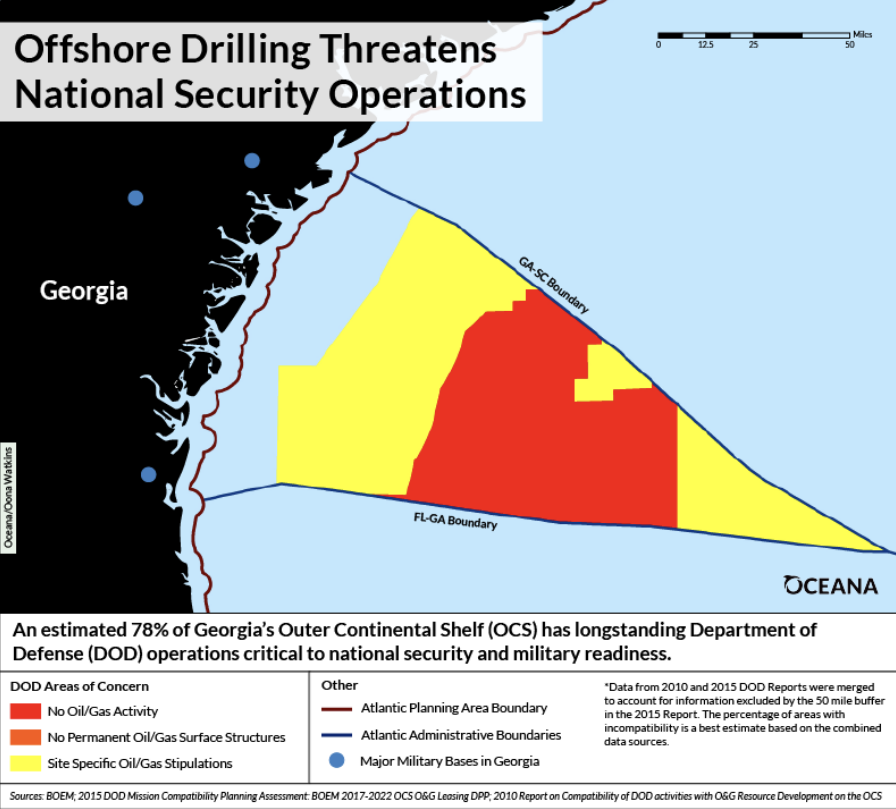 Offshore Drilling Threatens
National Security Operations
Miles
0 12.5 25 50
Georgia
GA-SC Boundary
FL-GA Boundary
Oceana/Oona Watkins
OCEANA
An estimated 78% of Georgia's Outer Continental Shelf (OCS) has longstanding Department of
Defense (DOD) operations critical to national security and military readiness.
DOD Areas of Concern
No Oil/Gas Activity
No Permanent Oil/Gas Surface Structures
Site Specific Oil/Gas Stipulations
Other
Atlantic Planning Area Boundary
Atlantic Administrative Boundaries
Major Military Bases in Georgia
*Data from 2010 and 2015 DOD Reports were merged
to account for information excluded by the 50 mile buffer
in the 2015 Report. The percentage of areas with
incompatibility is a best estimate based on the combined
data sources.
Sources: BOEM; 2015 DOD Mission Compatibility Planning Assessment: BOEM 2017-2022 OCS O&G Leasing DPP; 2010 Report on Compatibility of DOD activities with O&G Resource Development on the OCS